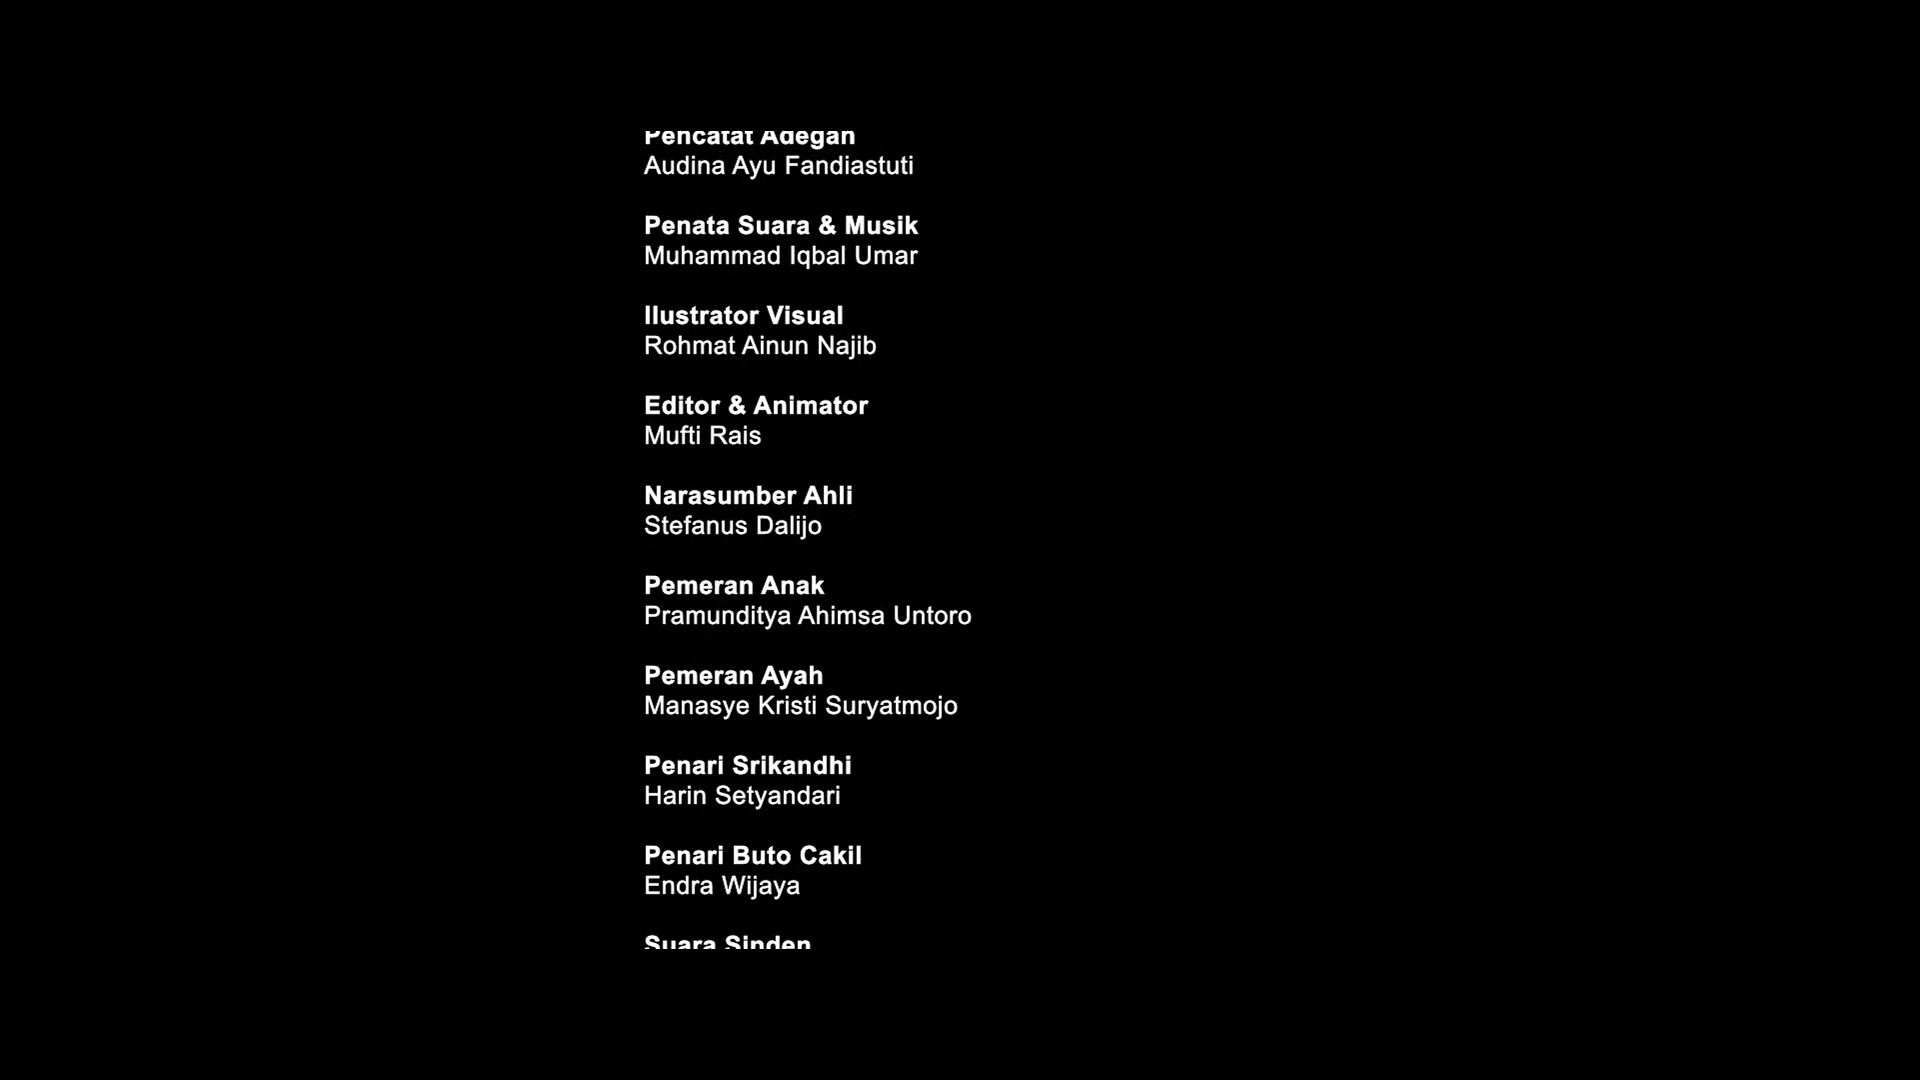 Pencatat Adegan
Audina Ayu Fandiastuti
Penata Suara & Musik
Muhammad Iqbal Umar
Ilustrator Visual
Rohmat Ainun Najib
Editor & Animator
Mufti Rais
Narasumber Ahli
Stefanus Dalijo
Pemeran Anak
Pramunditya Ahimsa Untoro
Pemeran Ayah
Manasye Kristi Suryatmojo
Penari Srikandhi
Harin Setyandari
Penari Buto Cakil
Endra Wijaya
Suara Sinden